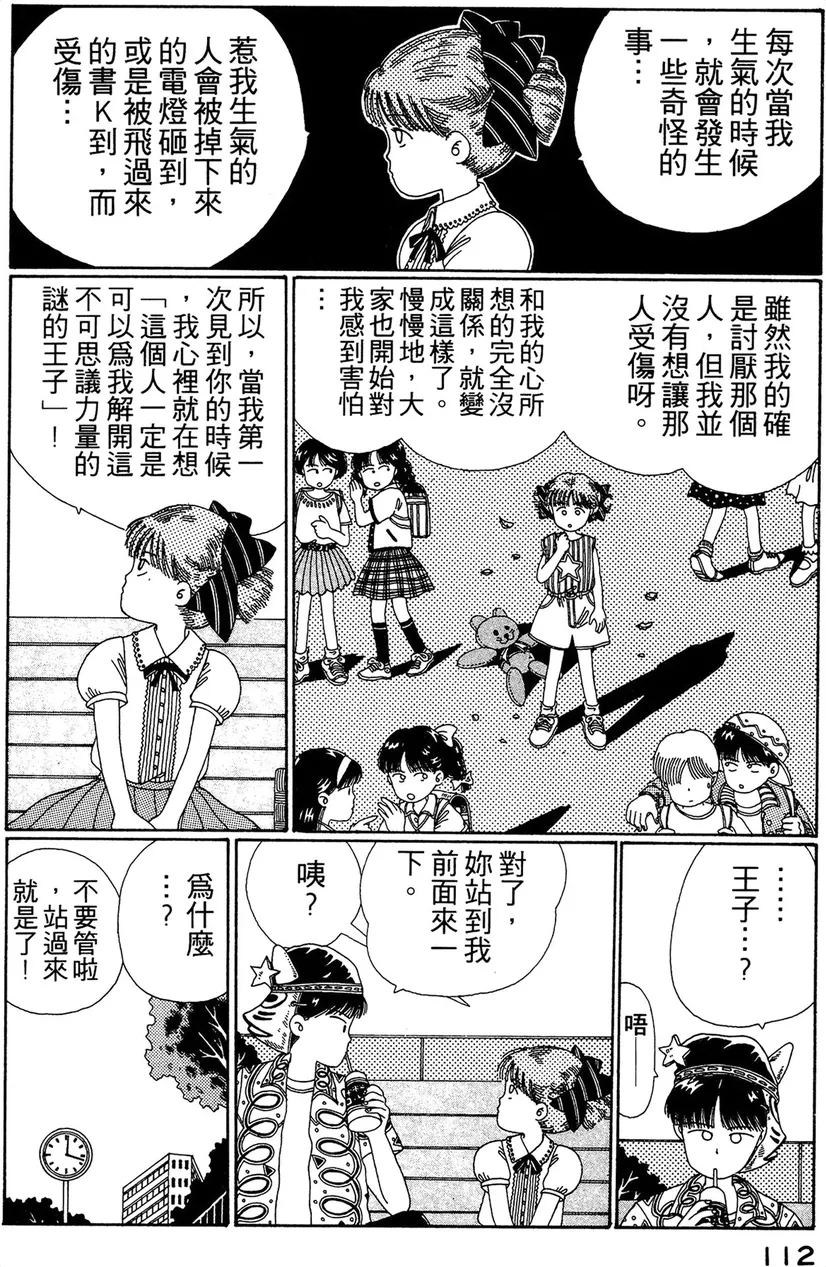 每次當我
生氣的時候
，就會發生
一些奇怪的
事…
惹我生氣的
人會被掉下來
的電燈砸到，
或是被飛過來
的書K到，而
受傷…
雖然我的確
是討厭那個
人，但我並
沒有想讓那
人受傷呀。
和我的心所
想的完全沒
關係，就變
成這樣了。
慢慢地，大
家也開始對
我感到害怕
…
所以，當我第一
次見到你的時候
，我心裡就在想
「這個人一定是
可以爲我解開這
不可思議力量的
謎的王子」！
……
王子…？
唔—
對了，
妳站到我
前面來一
下。
咦？
爲什麼
…？
不要管啦
，站過來
就是了！
112